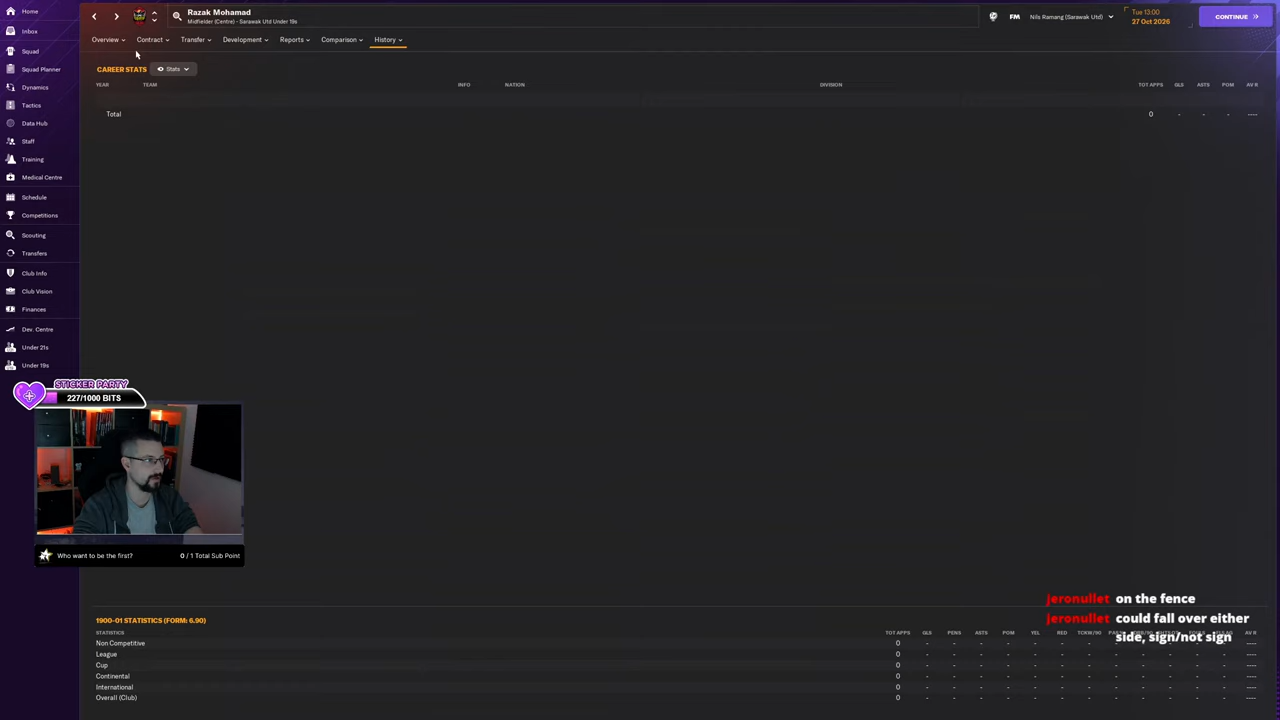 Home
Inbox
Squad
Squad Planner
Dynamics
Tactics
Data Hub
Staff
Training
Medical Centre
Schedule
Competitions
Scouting
Transfers
Club Info
Club Vision
Finances
Dev. Centre
Under 21s
Under 19s
Razak Mohamad
Midfielder (Centre) - Sarawak Utd Under 19s
FM
Nils Ramang (Sarawak Utd)
Tue 13:00
27 Oct 2026
CONTINUE
Overview Contract Transfer Development Reports Comparison History
CAREER STATS Stats
YEAR TEAM INFO NATION DIVISION TOT APPS GLS ASTS POM AV R
Total 0 - - - ----
STICKER PARTY
227/1000 BITS
Who want to be the first? 0 / 1 Total Sub Point
jeronullet on the fence
jeronullet could fall over either
side, sign/not sign
1900-01 STATISTICS (FORM: 6.90)
STATISTICS TOT APPS GLS PENS ASTS POM YEL RED TCKW/90 AV R
Non Competitive 0 - - - - - - - - - - - ----
League 0 - - - - - - - - - - - ----
Cup 0 - - - - - - - - - - - ----
Continental 0 - - - - - - - - - - - ----
International 0 - - - - - - - - - - - ----
Overall (Club) 0 - - - - - - - - - - - ----